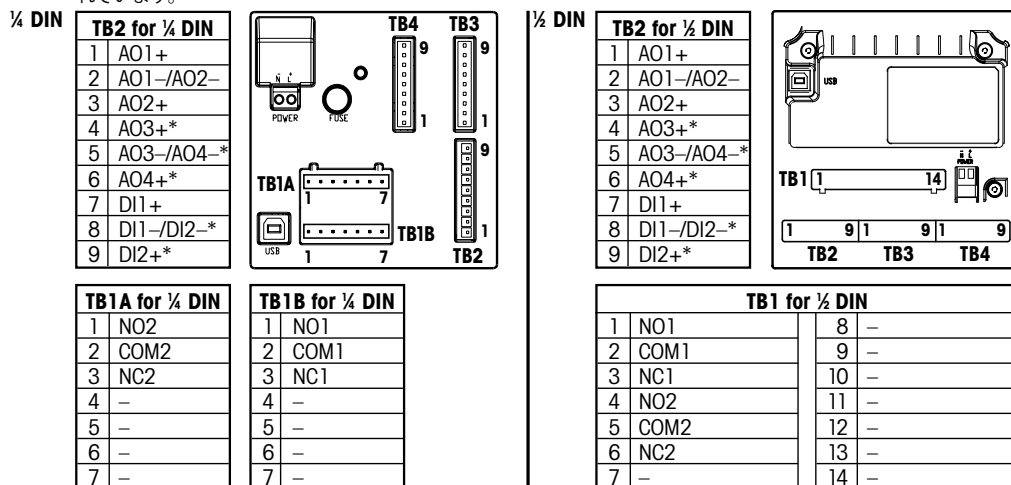 れています。
¼ DIN
TB2 for ¼ DIN
1 AO1+
2 AO1–/AO2–
3 AO2+
4 AO3+*
5 AO3–/AO4–*
6 AO4+*
7 DI1+
8 DI1–/DI2–*
9 DI2+*
TB4 TB3
9 9
N L
POWER FUSE
1 1
9
TB1A
1 7
TB1B
USB
1 7
1
TB2
TB1A for ¼ DIN
1 NO2
2 COM2
3 NC2
4 –
5 –
6 –
7 –
TB1B for ¼ DIN
1 NO1
2 COM1
3 NC1
4 –
5 –
6 –
7 –
½ DIN
TB2 for ½ DIN
1 AO1+
2 AO1–/AO2–
3 AO2+
4 AO3+*
5 AO3–/AO4–*
6 AO4+*
7 DI1+
8 DI1–/DI2–*
9 DI2+*
USB
N L
POWER
TB1 1 14
1 9 1 9 1 9
TB2 TB3 TB4
TB1 for ½ DIN
1 NO1 8 –
2 COM1 9 –
3 NC1 10 –
4 NO2 11 –
5 COM2 12 –
6 NC2 13 –
7 – 14 –